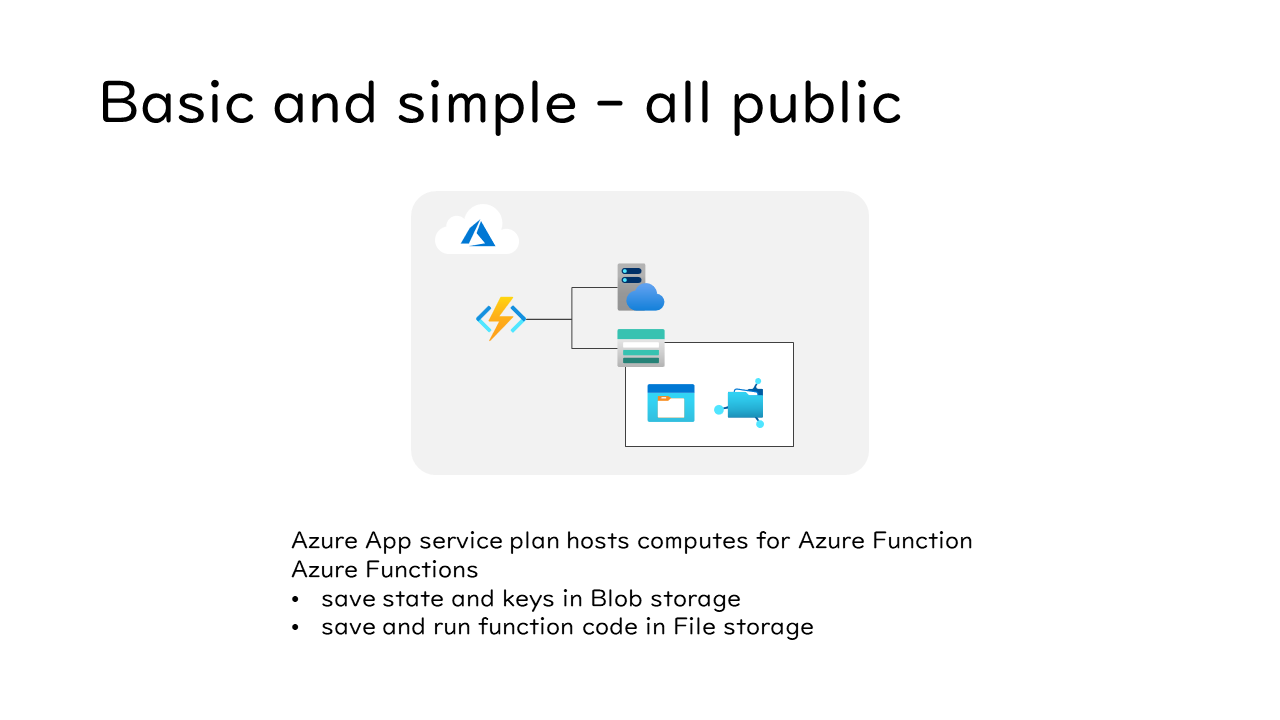 Basic and simple – all public
Azure App service plan hosts computes for Azure Function
Azure Functions
• save state and keys in Blob storage
• save and run function code in File storage